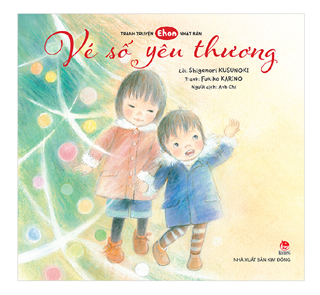 TRANH TRUYỆN Ehon NHẬT BẢN
Vé số yêu thương
Lời: Shigenori KUSUNOKI
Tranh: Fumiko KARINO
Người dịch: Anh Chi
NHÀ XUẤT BẢN KIM ĐỒNG